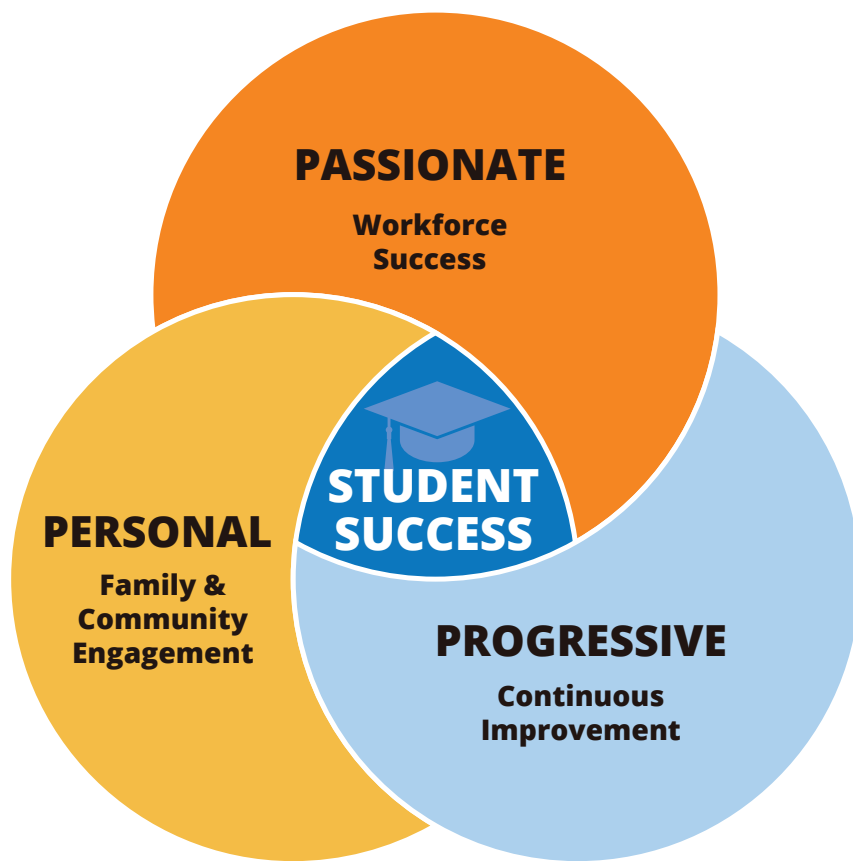 PASSIONATE
Workforce
Success
STUDENT
SUCCESS
PERSONAL
Family &
Community
Engagement
PROGRESSIVE
Continuous
Improvement